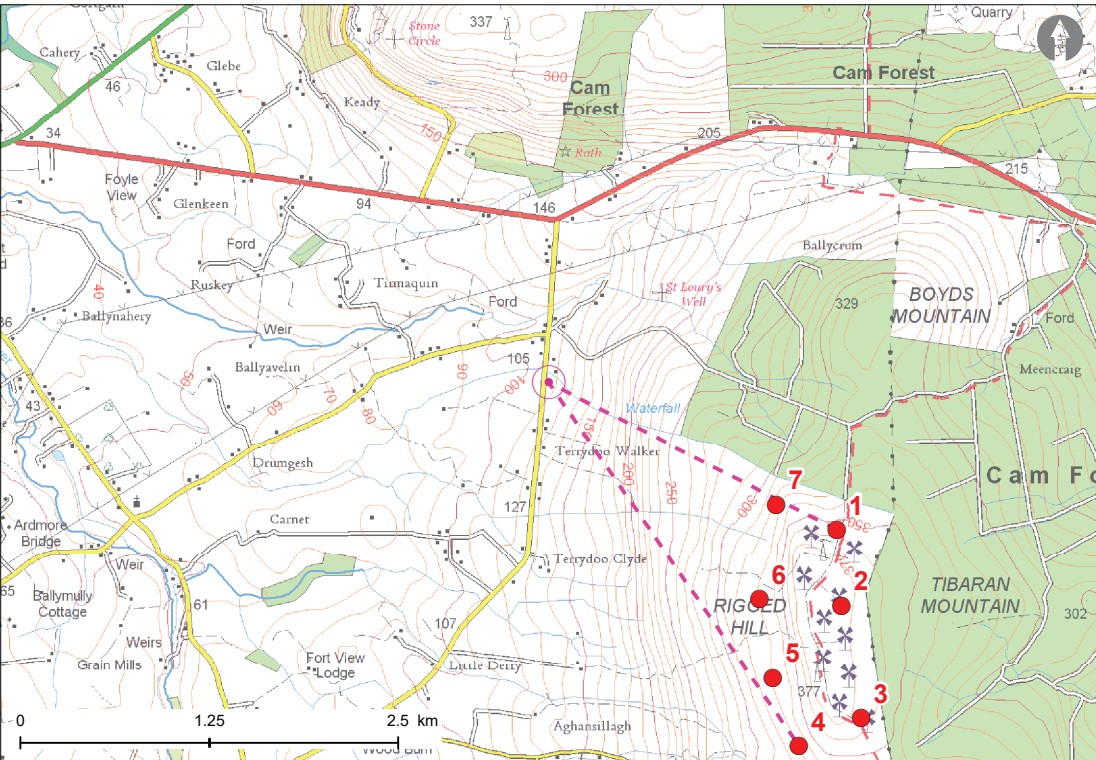 337
Quarry
Stone
Circle
Cahery
Glebe
46
300
Cam
Forest
Cam Forest
Keady
150
34
205
Rath
215
Foyle
View
Glenkeen
94
146
Ford
Ballycrum
Ruskey
Tirmaquin
St Loury's
Well
40
Ford
329
BOYDS
MOUNTAIN
Ballynahery
Weir
Ford
105
Ballyavelin
90
100
Meencraig
50
70
43
60
80
Waterfall
150
Terrydoo Walker
Drumgesh
200
Cam Fo
250
7
300
1
350
127
Carnet
Ardmore
Bridge
Terrydoo Clyde
Weir
6
2
TIBARAN
MOUNTAIN
65
Ballymully
Cottage
61
RIGGED
HILL
302
107
Weirs
Grain Mills
Fort View
Lodge
Little Derry
5
377
3
4
0 1.25 2.5 km
Aghansillagh